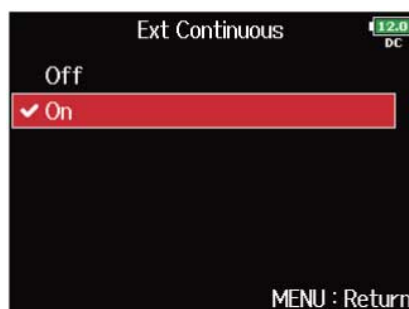 Ext Continuous
12.0
DC
Off
On
MENU : Return